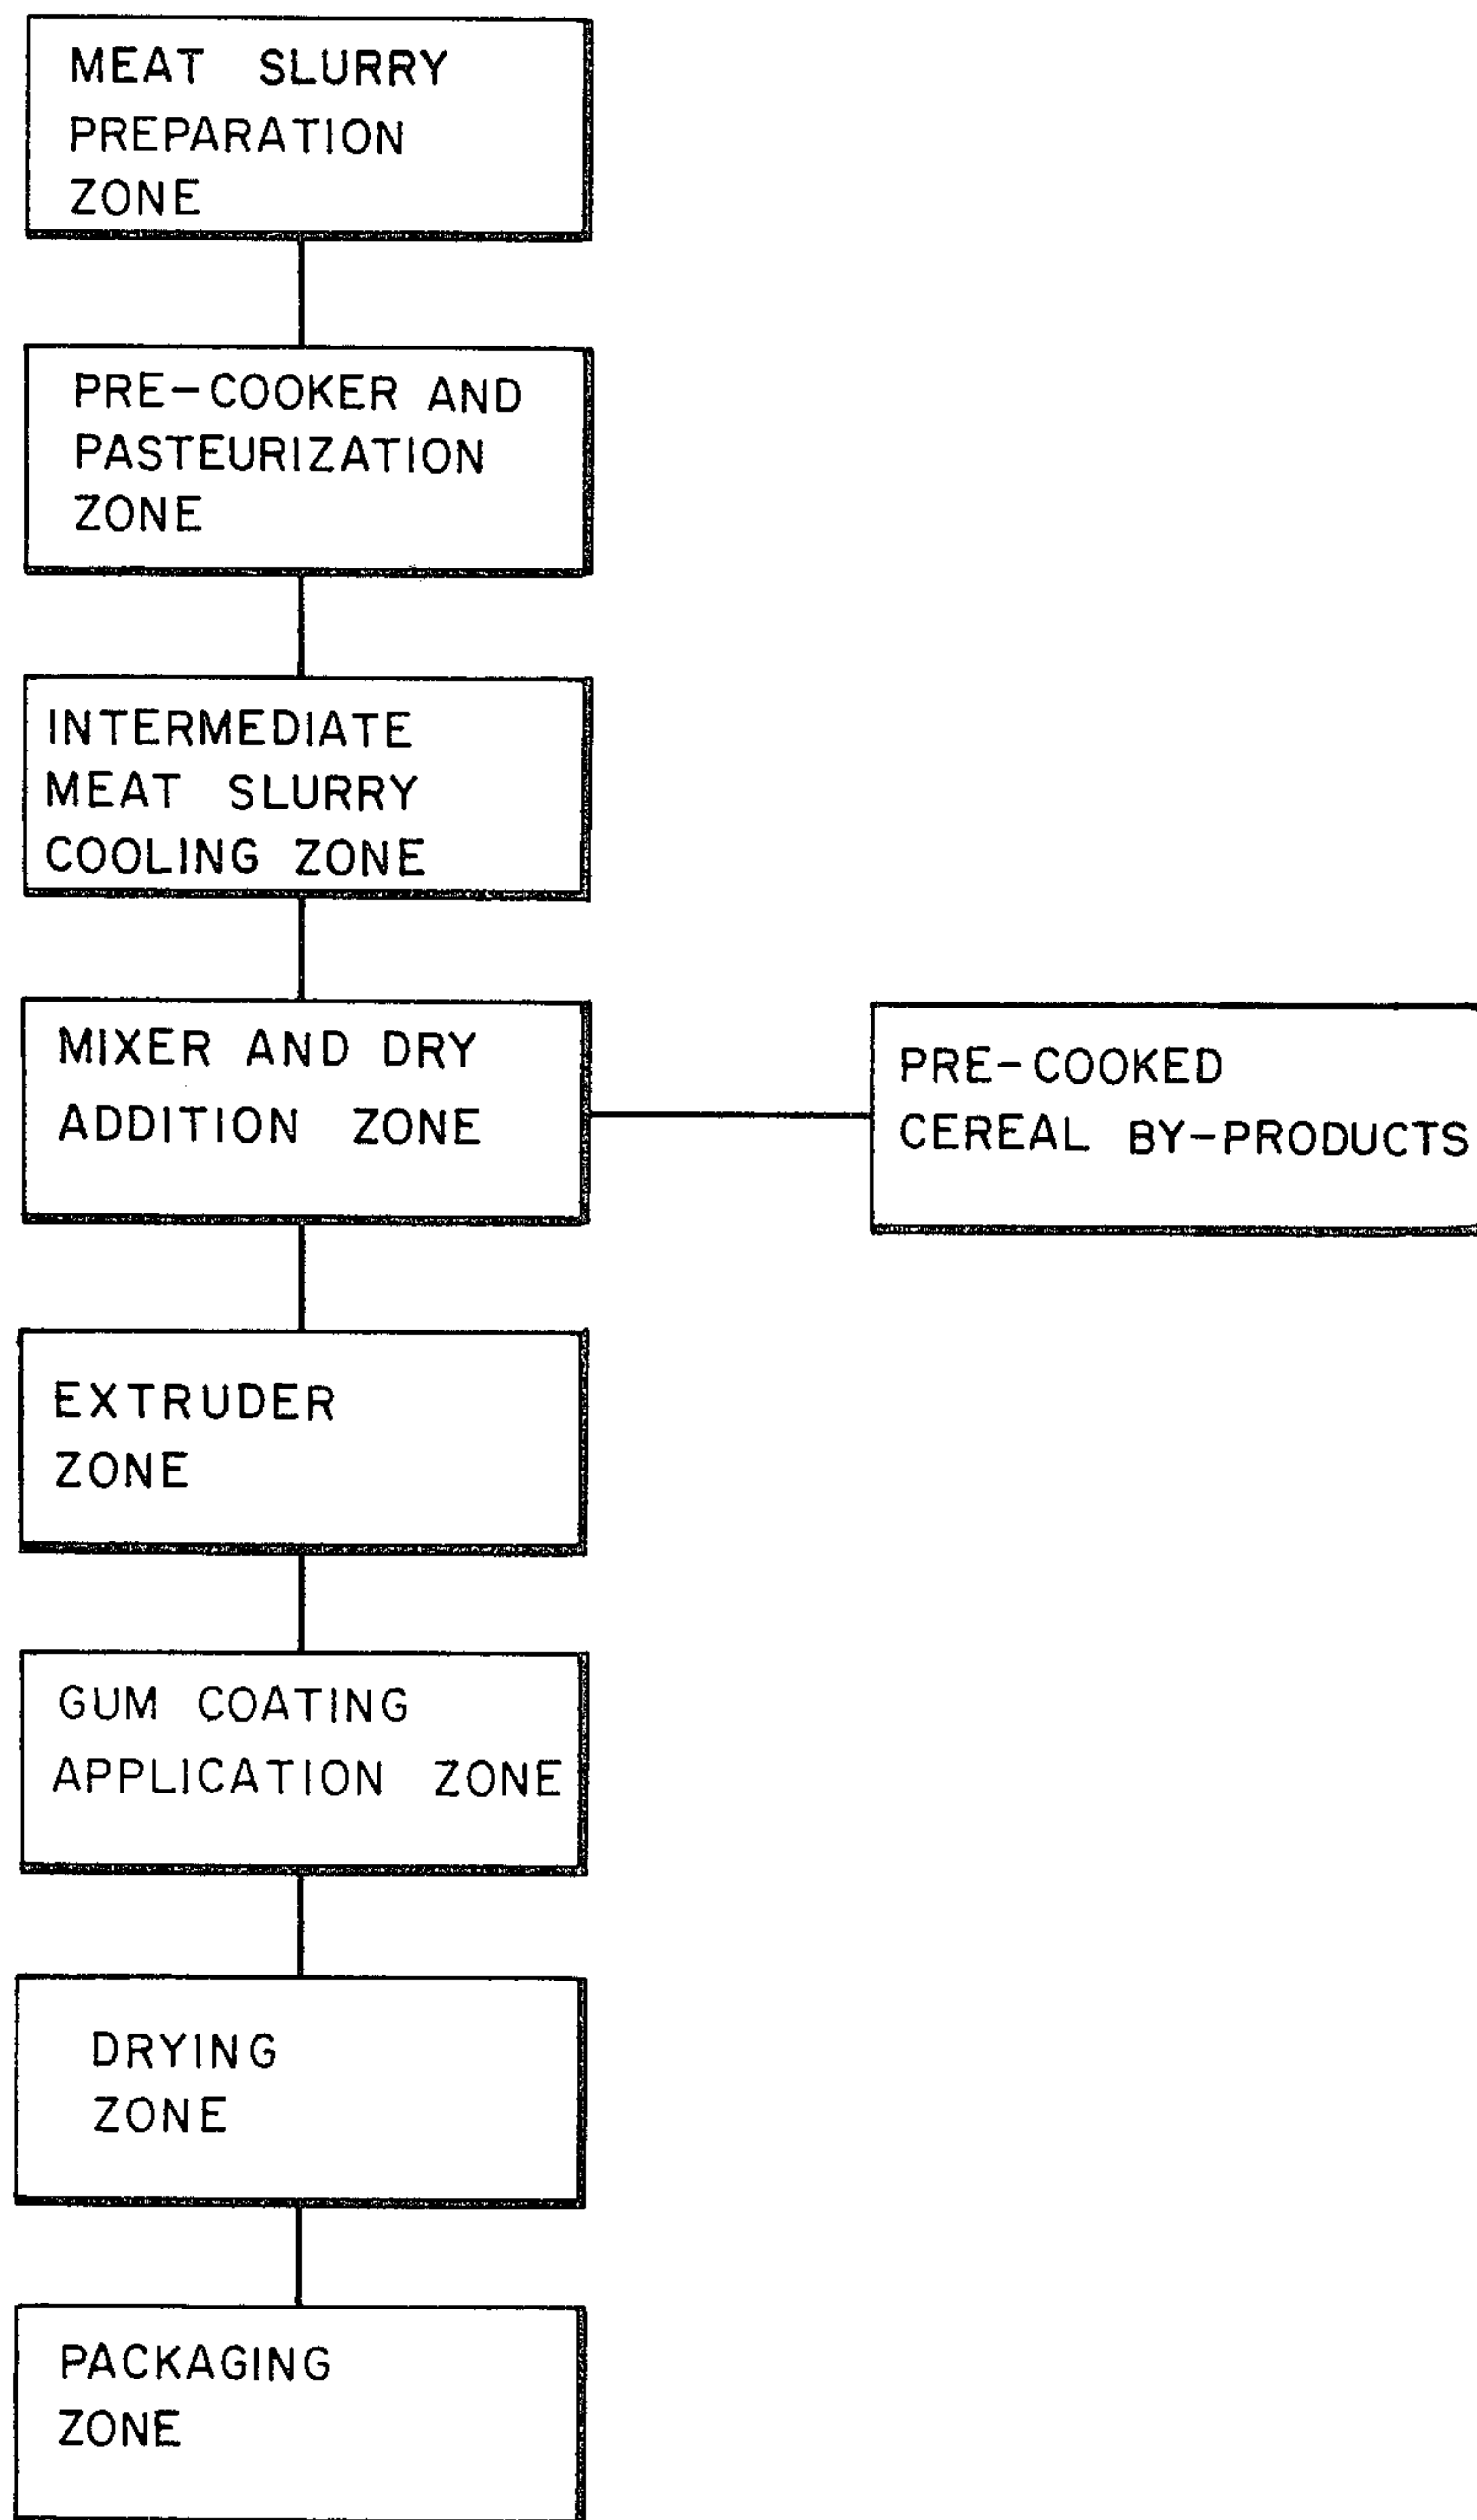 MEAT SLURRY
PREPARATION
ZONE
PRE-COOKER AND
PASTEURIZATION
ZONE
INTERMEDIATE
MEAT SLURRY
COOLING ZONE
MIXER AND DRY
ADDITION ZONE
PRE-COOKED
CEREAL BY-PRODUCTS
EXTRUDER
ZONE
GUM COATING
APPLICATION ZONE
DRYING
ZONE
PACKAGING
ZONE